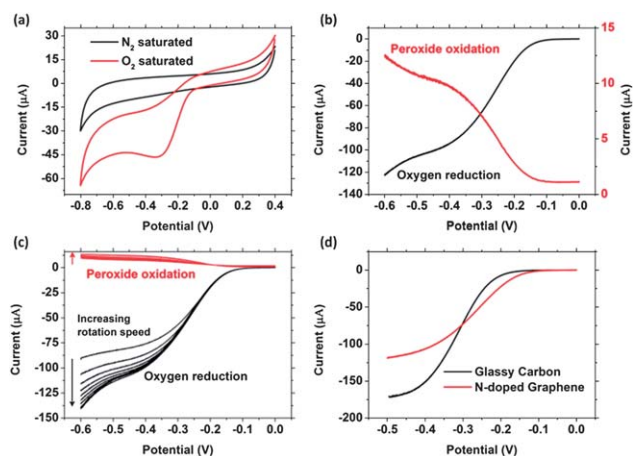 (a)
30
15
0
-15
-30
-45
-60
Current (µA)
N2 saturated
O2 saturated
-0.8 -0.6 -0.4 -0.2 0.0 0.2 0.4
Potential (V)
(b)
0
-20
-40
-60
-80
-100
-120
-140
Current (µA)
Peroxide oxidation
Oxygen reduction
15
10
5
0
Current (µA)
-0.6 -0.5 -0.4 -0.3 -0.2 -0.1 0.0
Potential (V)
(c)
0
-25
-50
-75
-100
-125
-150
Current (µA)
Peroxide oxidation
Increasing
rotation speed
Oxygen reduction
-0.6 -0.5 -0.4 -0.3 -0.2 -0.1 0.0
Potential (V)
(d)
50
0
-50
-100
-150
-200
Current (µA)
Glassy Carbon
N-doped Graphene
-0.5 -0.4 -0.3 -0.2 -0.1 0.0
Potential (V)